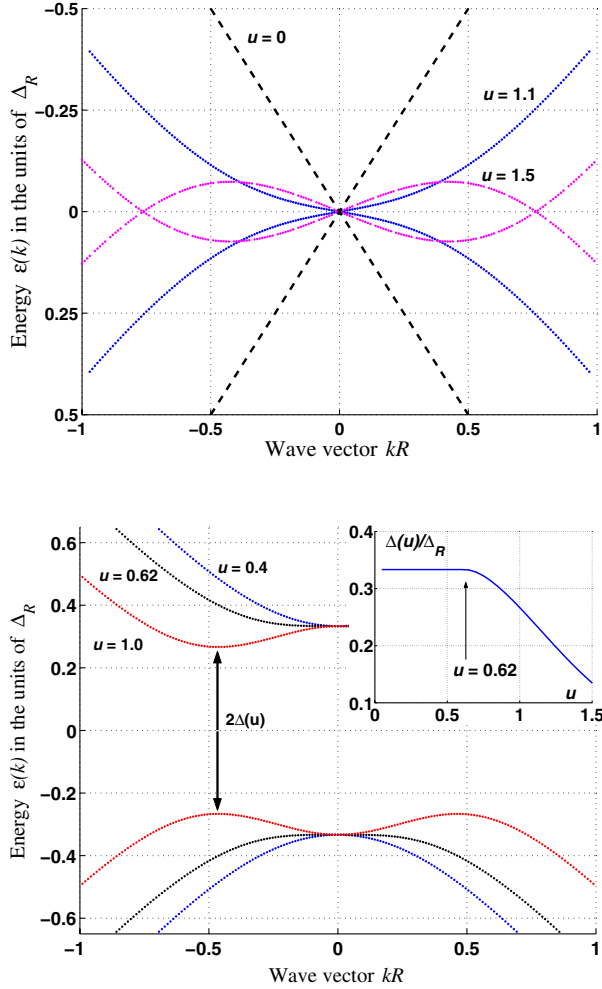 -0.5
-0.25
0
0.25
0.5
Energy ε(k) in the units of Δ_R
u = 0
u = 1.1
u = 1.5
-1
-0.5
0
0.5
1
Wave vector kR
0.6
0.4
0.2
0
-0.2
-0.4
-0.6
Energy ε(k) in the units of Δ_R
u = 0.4
u = 0.62
u = 1.0
2Δ(u)
0.4
0.3
0.2
0.1
Δ(u)/Δ_R
u = 0.62
u
0
0.5
1
1.5
-1
-0.5
0
0.5
1
Wave vector kR